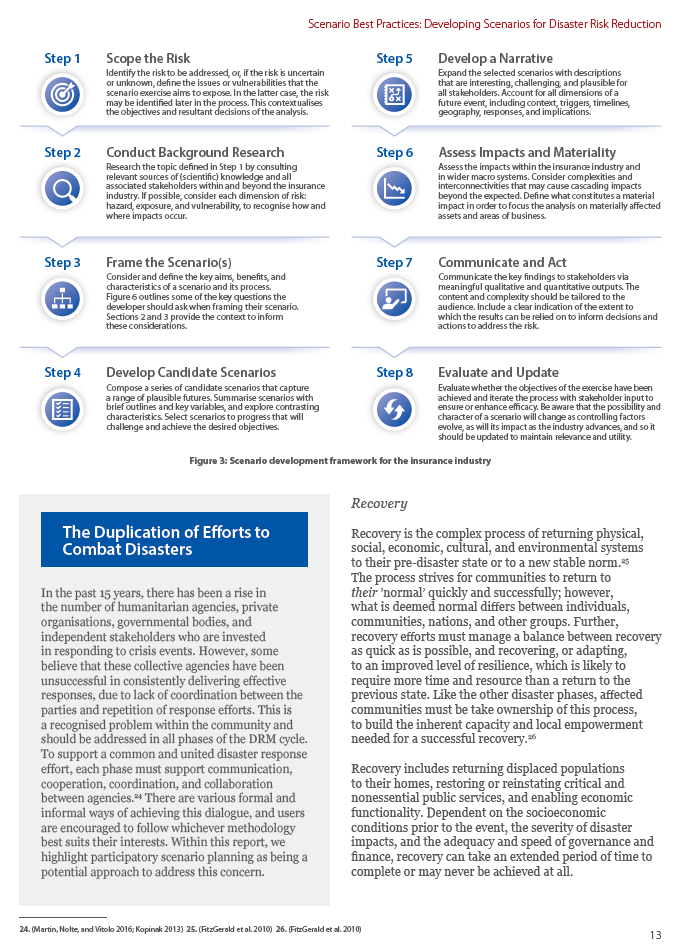 Scenario Best Practices: Developing Scenarios for Disaster Risk Reduction
Step 1
Scope the Risk
Identify the risk to be addressed, or, if the risk is uncertain
or unknown, define the issues or vulnerabilities that the
scenario exercise aims to expose. In the latter case, the risk
may be identified later in the process. This contextualises
the objectives and resultant decisions of the analysis.
Step 2
Conduct Background Research
Research the topic defined in Step 1 by consulting
relevant sources of (scientific) knowledge and all
associated stakeholders within and beyond the insurance
industry. If possible, consider each dimension of risk:
hazard, exposure, and vulnerability, to recognise how and
where impacts occur.
Step 3
Frame the Scenario(s)
Consider and define the key aims, benefits, and
characteristics of a scenario and its process.
Figure 6 outlines some of the key questions the
developer should ask when framing their scenario.
Sections 2 and 3 provide the context to inform
these considerations.
Step 4
Develop Candidate Scenarios
Compose a series of candidate scenarios that capture
a range of plausible futures. Summarise scenarios with
brief outlines and key variables, and explore contrasting
characteristics. Select scenarios to progress that will
challenge and achieve the desired objectives.
Step 5
Develop a Narrative
Expand the selected scenarios with descriptions
that are interesting, challenging, and plausible for
all stakeholders. Account for all dimensions of a
future event, including context, triggers, timelines,
geography, responses, and implications.
Step 6
Assess Impacts and Materiality
Assess the impacts within the insurance industry and
in wider macro systems. Consider complexities and
interconnectivities that may cause cascading impacts
beyond the expected. Define what constitutes a material
impact in order to focus the analysis on materially affected
assets and areas of business.
Step 7
Communicate and Act
Communicate the key findings to stakeholders via
meaningful qualitative and quantitative outputs. The
content and complexity should be tailored to the
audience. Include a clear indication of the extent to
which the results can be relied on to inform decisions and
actions to address the risk.
Step 8
Evaluate and Update
Evaluate whether the objectives of the exercise have been
achieved and iterate the process with stakeholder input to
ensure or enhance efficacy. Be aware that the possibility and
character of a scenario will change as controlling factors
evolve, as will its impact as the industry advances, and so it
should be updated to maintain relevance and utility.
Figure 3: Scenario development framework for the insurance industry
The Duplication of Efforts to
Combat Disasters
In the past 15 years, there has been a rise in
the number of humanitarian agencies, private
organisations, governmental bodies, and
independent stakeholders who are invested
in responding to crisis events. However, some
believe that these collective agencies have been
unsuccessful in consistently delivering effective
responses, due to lack of coordination between the
parties and repetition of response efforts. This is
a recognised problem within the community and
should be addressed in all phases of the DRM cycle.
To support a common and united disaster response
effort, each phase must support communication,
cooperation, coordination, and collaboration
between agencies.²⁴ There are various formal and
informal ways of achieving this dialogue, and users
are encouraged to follow whichever methodology
best suits their interests. Within this report, we
highlight participatory scenario planning as being a
potential approach to address this concern.
Recovery
Recovery is the complex process of returning physical,
social, economic, cultural, and environmental systems
to their pre-disaster state or to a new stable norm.²⁵
The process strives for communities to return to
their ’normal’ quickly and successfully; however,
what is deemed normal differs between individuals,
communities, nations, and other groups. Further,
recovery efforts must manage a balance between recovery
as quick as is possible, and recovering, or adapting,
to an improved level of resilience, which is likely to
require more time and resource than a return to the
previous state. Like the other disaster phases, affected
communities must be take ownership of this process,
to build the inherent capacity and local empowerment
needed for a successful recovery.²⁶
Recovery includes returning displaced populations
to their homes, restoring or reinstating critical and
nonessential public services, and enabling economic
functionality. Dependent on the socioeconomic
conditions prior to the event, the severity of disaster
impacts, and the adequacy and speed of governance and
finance, recovery can take an extended period of time to
complete or may never be achieved at all.
24. (Martin, Nolte, and Vitolo 2016; Kopinak 2013) 25. (FitzGerald et al. 2010) 26. (FitzGerald et al. 2010)
13